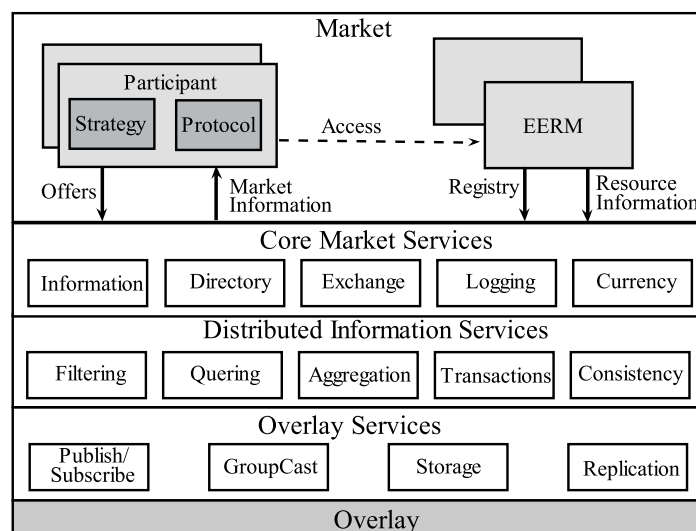 Market
Participant
Strategy
Protocol
Access
EERM
Offers
Market
Information
Registry
Resource
Information
Core Market Services
Information
Directory
Exchange
Logging
Currency
Distributed Information Services
Filtering
Quering
Aggregation
Transactions
Consistency
Overlay Services
Publish/
Subscribe
GroupCast
Storage
Replication
Overlay